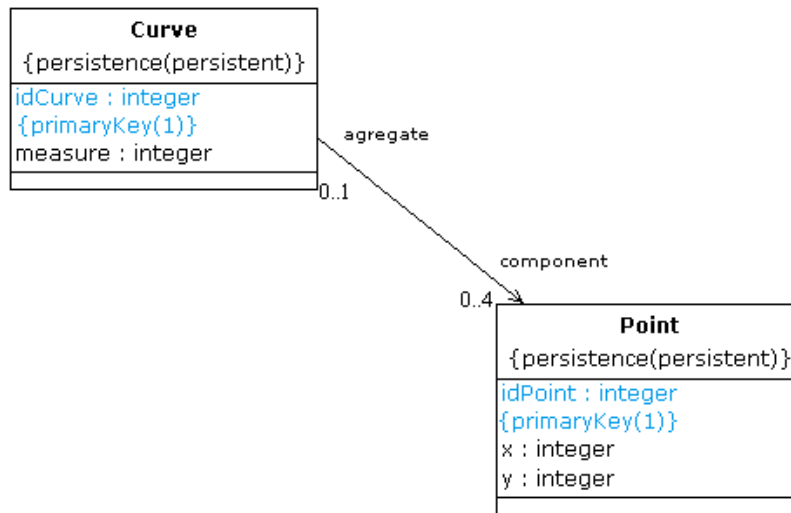 Curve
{persistence(persistent)}
idCurve : integer
{primaryKey(1)}
measure : integer
agregate
0..1
component
0..4
Point
{persistence(persistent)}
idPoint : integer
{primaryKey(1)}
x : integer
y : integer